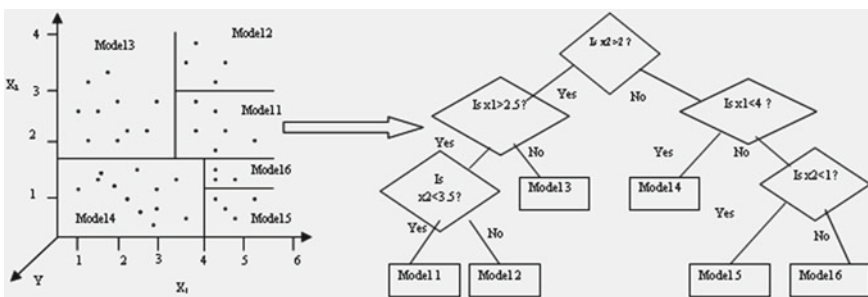 4
3
2
1
X2
Y
1 2 3 4 5 6
X1
Model3
Model2
Model1
Model6
Model4
Model5
Is x2>2 ?
Yes
No
Is x1>2.5?
Is x1<4 ?
Yes
No
Yes
No
Is
x2<3.5?
Model3
Model4
Is x2<1?
Yes
No
Yes
No
Model1
Model2
Model5
Model6